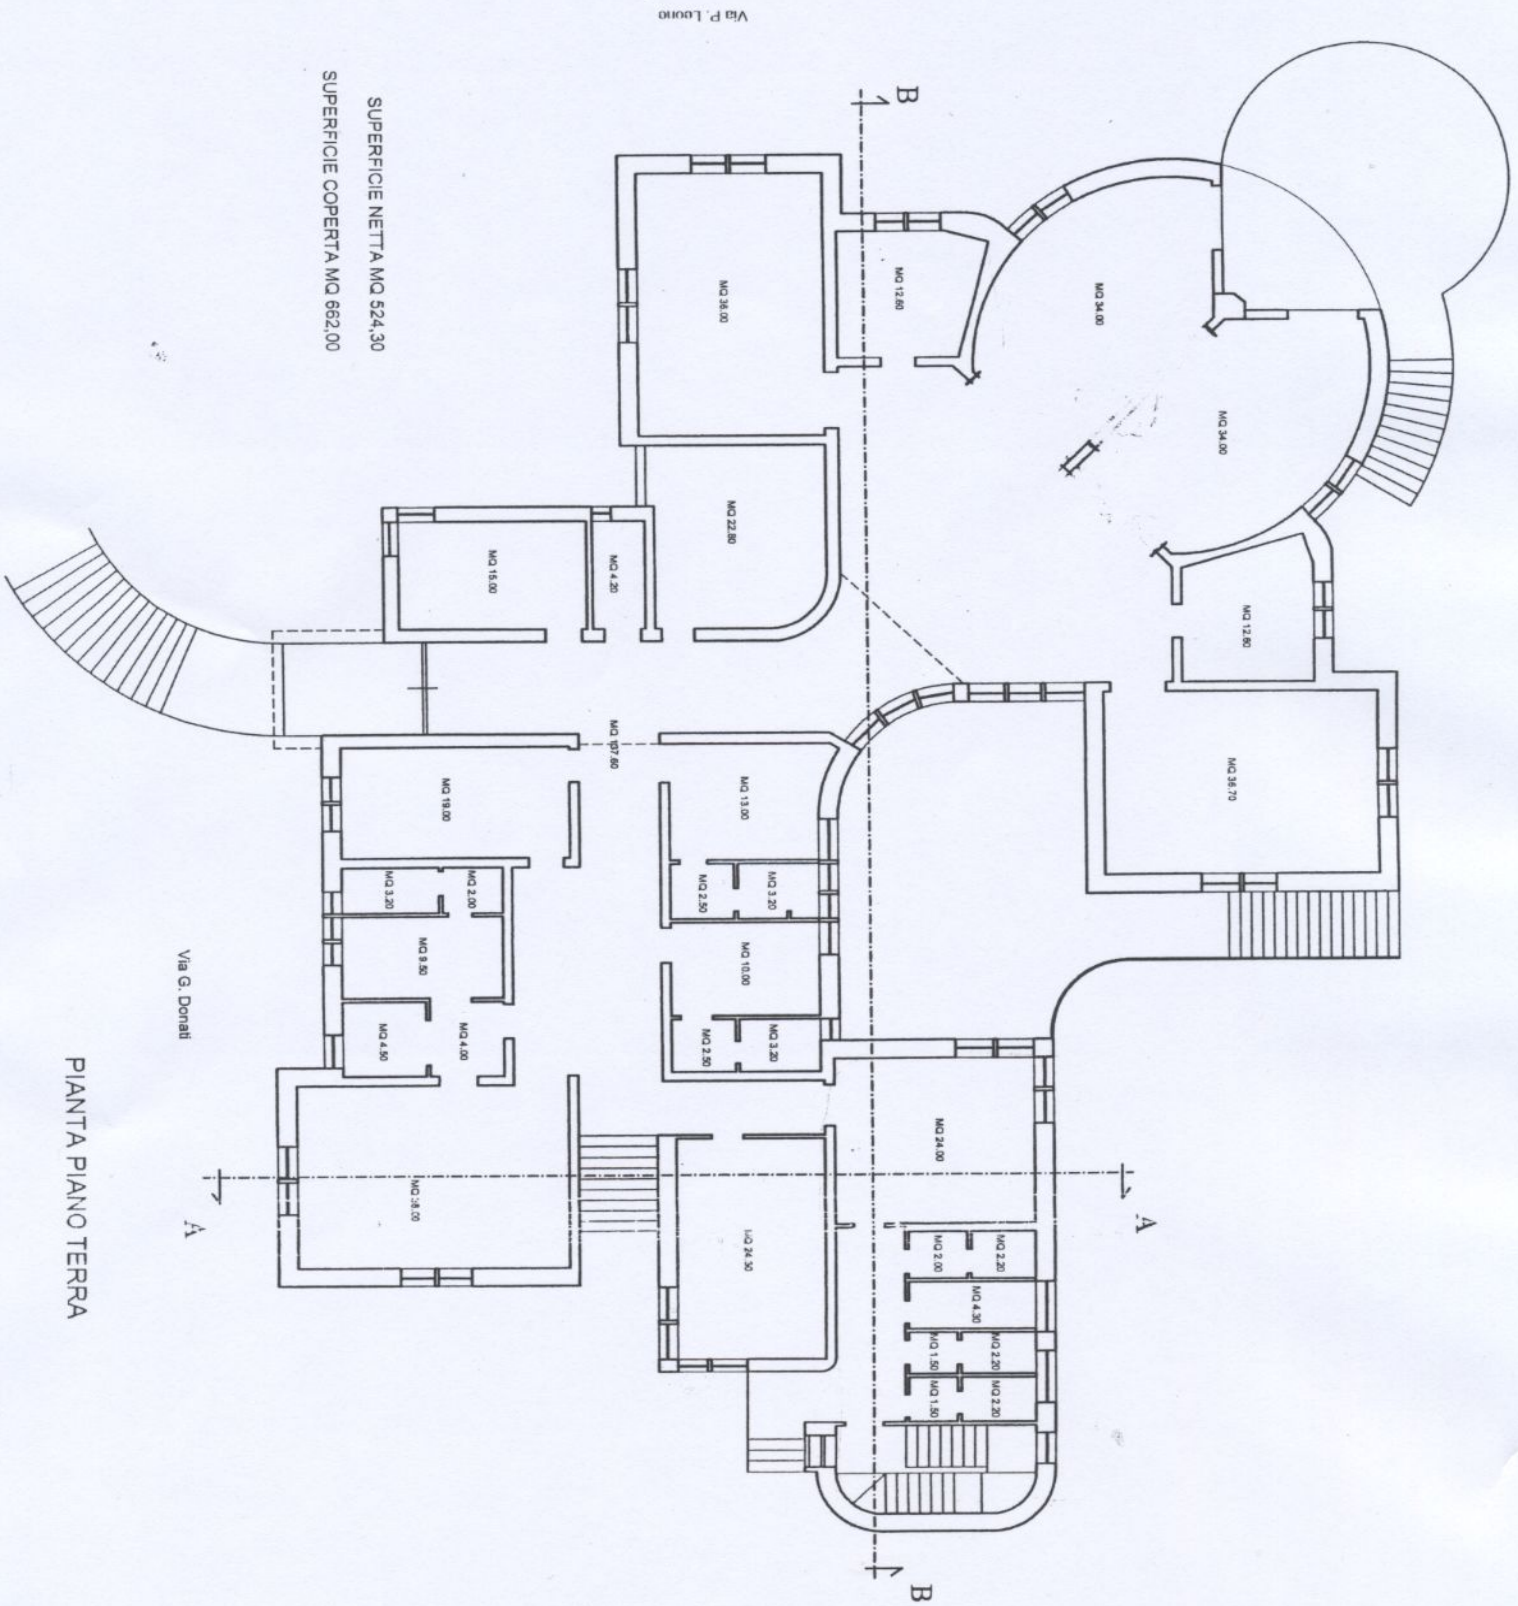 Via P. Leono
B
SUPERFICIE NETTA MQ 524,30
SUPERFICIE COPERTA MQ 662,00
MQ 36.00
MQ 12.60
MQ 34.00
MQ 34.00
MQ 22.80
MQ 15.00
MQ 4.20
MQ 12.60
MQ 36.70
MQ 137.60
MQ 19.00
MQ 13.00
MQ 3.20
MQ 2.00
MQ 2.50
MQ 3.20
MQ 9.50
MQ 10.00
MQ 4.50
MQ 4.00
MQ 2.50
MQ 3.20
MQ 24.00
MQ 36.00
MQ 24.30
MQ 2.00
MQ 2.20
MQ 4.30
MQ 1.50
MQ 2.20
MQ 1.50
MQ 2.20
A
A
B
Via G. Donati
PIANTA PIANO TERRA